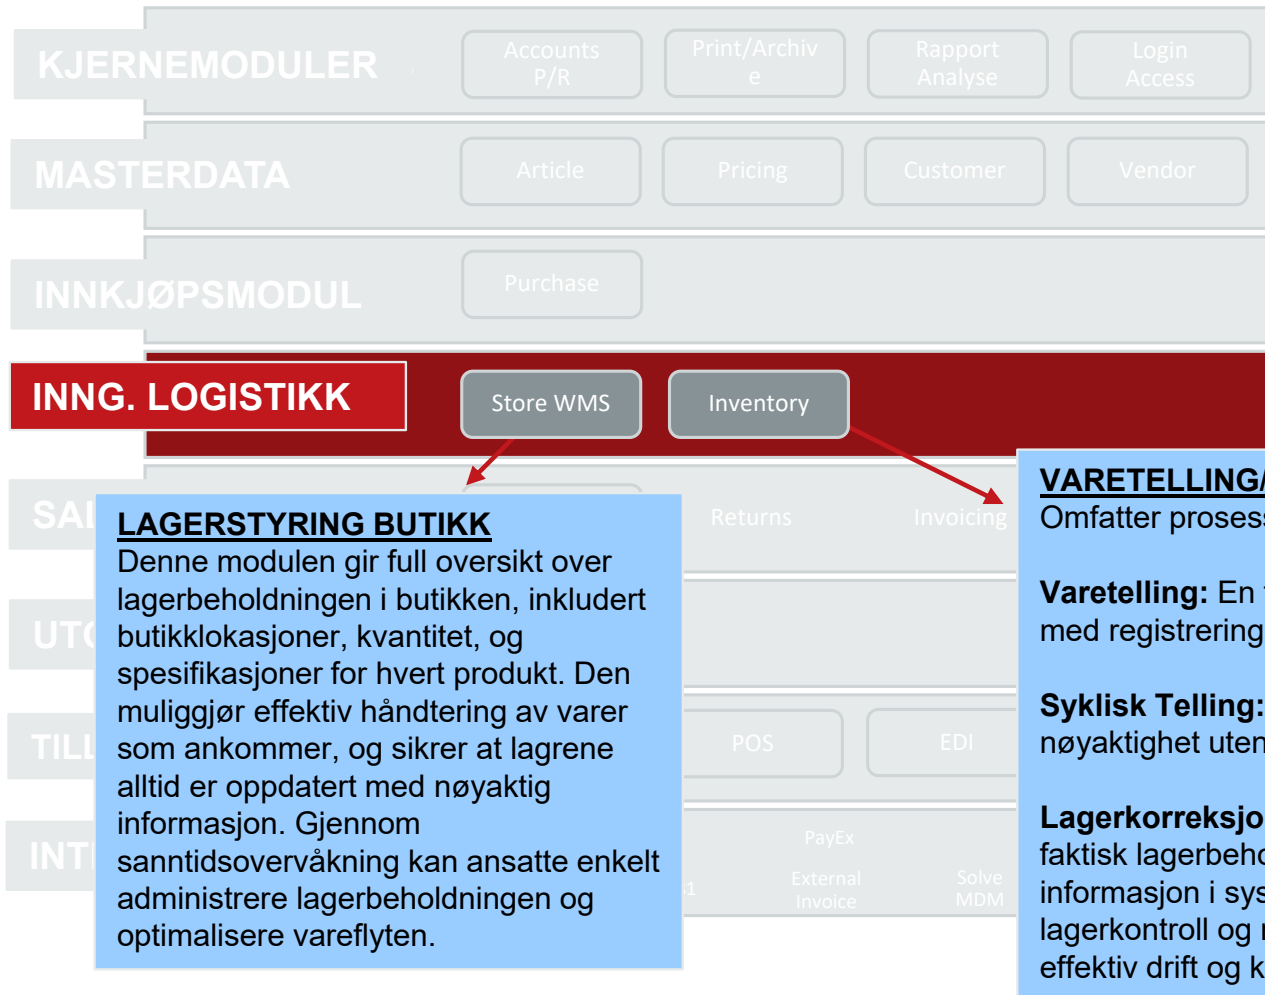 KJERNEMODULER
Accounts
P/R
Print/Archiv
e
Rapport
Analyse
Login
Access
MASTERDATA
Article
Pricing
Customer
Vendor
INNKJØPSMODUL
Purchase
INNG. LOGISTIKK
Store WMS
Inventory
SAL
Returns
Invoicing
UTG
TILL
POS
EDI
INT
PayEx
External
Invoice
Solve
MDM
LAGERSTYRING BUTIKK
Denne modulen gir full oversikt over
lagerbeholdningen i butikken, inkludert
butikklokasjoner, kvantitet, og
spesifikasjoner for hvert produkt. Den
muliggjør effektiv håndtering av varer
som ankommer, og sikrer at lagrene
alltid er oppdatert med nøyaktig
informasjon. Gjennom
sanntidsovervåkning kan ansatte enkelt
administrere lagerbeholdningen og
optimalisere vareflyten.
VARETELLING/
Omfatter proses
Varetelling: En
med registrering
Syklisk Telling:
nøyaktighet uten
Lagerkorreksjo
faktisk lagerbeho
informasjon i sys
lagerkontroll og
effektiv drift og k